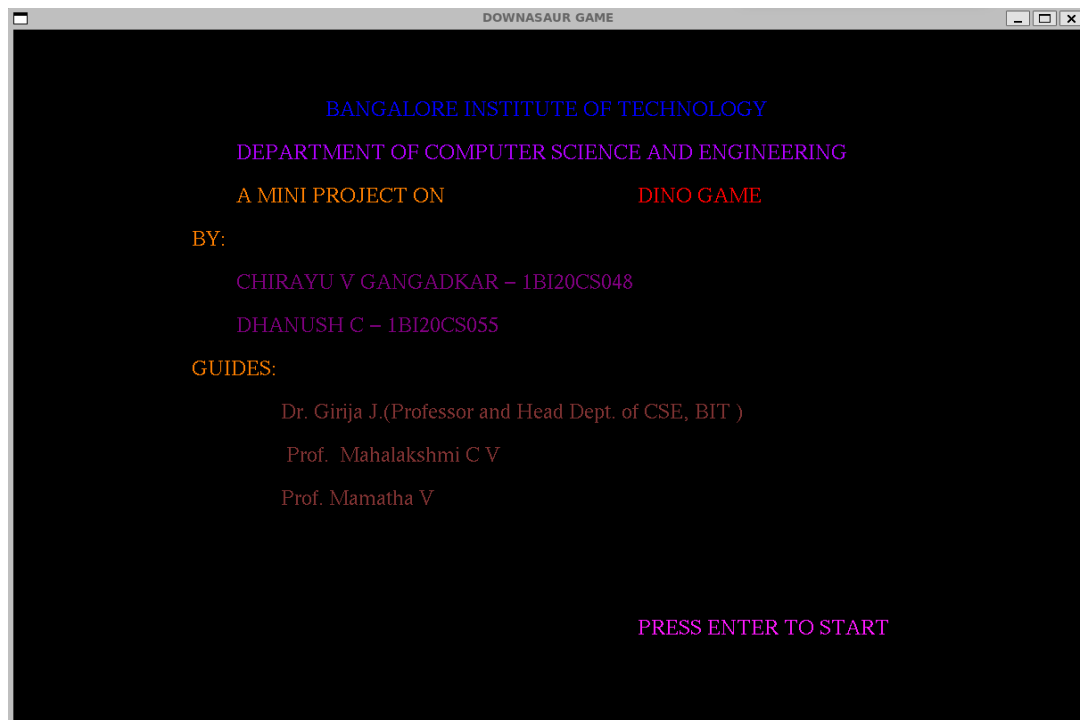 DOWNASAUR GAME
BANGALORE INSTITUTE OF TECHNOLOGY
DEPARTMENT OF COMPUTER SCIENCE AND ENGINEERING
A MINI PROJECT ON DINO GAME
BY:
CHIRAYU V GANGADKAR – 1BI20CS048
DHANUSH C – 1BI20CS055
GUIDES:
Dr. Girija J.(Professor and Head Dept. of CSE, BIT )
Prof.  Mahalakshmi C V
Prof. Mamatha V
PRESS ENTER TO START